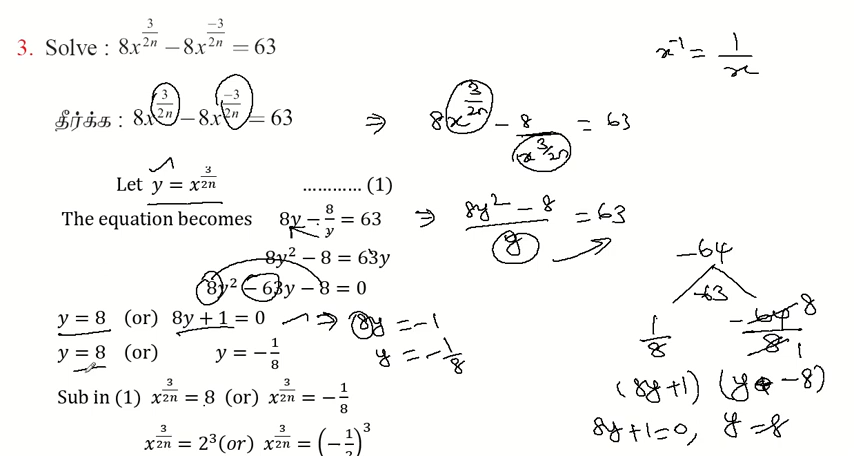 3. Solve : 8x^(3/2n) − 8x^(−3/2n) = 63
x⁻¹ = 1/x
தீர்க்க : 8x^(3/2n) − 8x^(−3/2n) = 63 ⇒ 8x^(3/2n) − 8/x^(3/2n) = 63
Let y = x^(3/2n) ............ (1)
The equation becomes 8y − 8/y = 63 ⇒ (8y² − 8)/y = 63
8y² − 8 = 63y
8y² − 63y − 8 = 0
−64
−63
1/8 −64/8 8 1
y = 8 (or) 8y + 1 = 0 ⇒ 8y = −1
y = 8 (or) y = −1/8 y = −1/8
(8y+1) (y −8)
Sub in (1) x^(3/2n) = 8 (or) x^(3/2n) = −1/8
8y+1=0, y=8
x^(3/2n) = 2³(or) x^(3/2n) = (−1/2)³